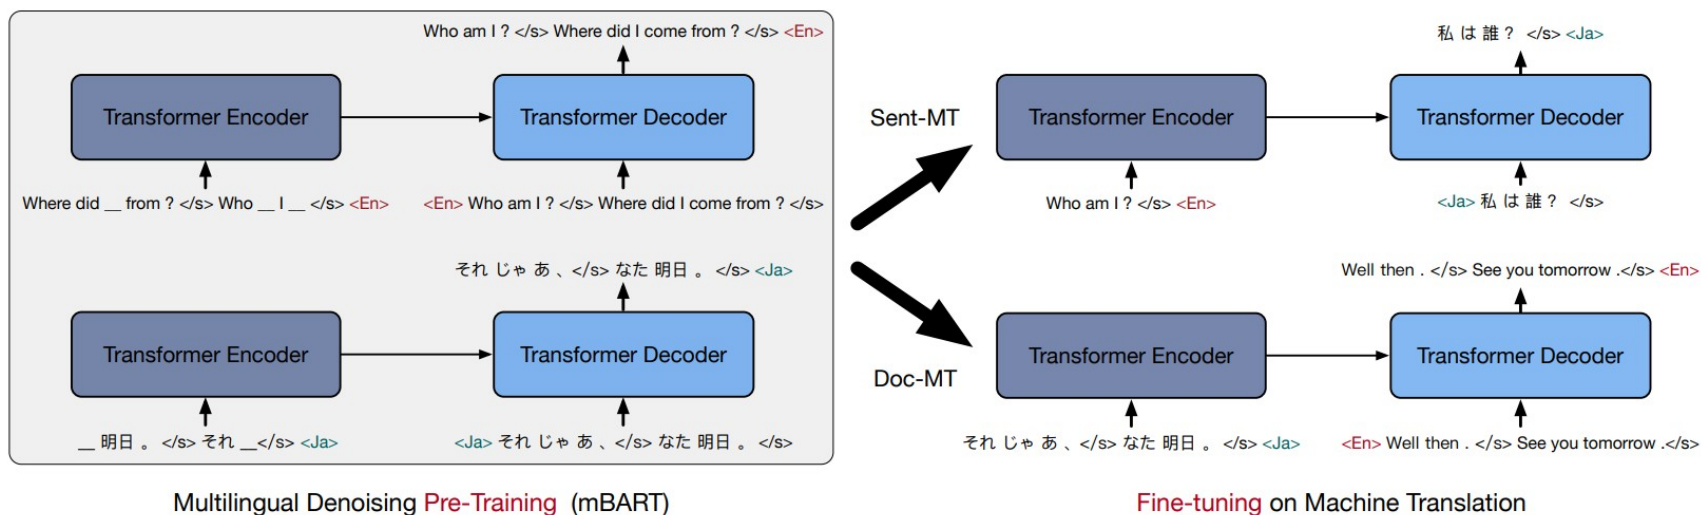 Who am I ? </s> Where did I come from ? </s> <En>
Transformer Encoder
Transformer Decoder
Where did __ from ? </s> Who __ I __ </s> <En>
<En> Who am I ? </s> Where did I come from ? </s>
それ じゃ あ 、</s> なた 明日 。 </s> <Ja>
Transformer Encoder
Transformer Decoder
__ 明日 。 </s> それ __</s> <Ja>
<Ja> それ じゃ あ 、</s> なた 明日 。 </s>
Multilingual Denoising Pre-Training (mBART)
Sent-MT
Doc-MT
私 は 誰 ? </s> <Ja>
Transformer Encoder
Transformer Decoder
Who am I ? </s> <En>
<Ja> 私 は 誰 ? </s>
Well then . </s> See you tomorrow .</s> <En>
Transformer Encoder
Transformer Decoder
それ じゃ あ 、</s> なた 明日 。 </s> <Ja>
<En> Well then . </s> See you tomorrow .</s>
Fine-tuning on Machine Translation